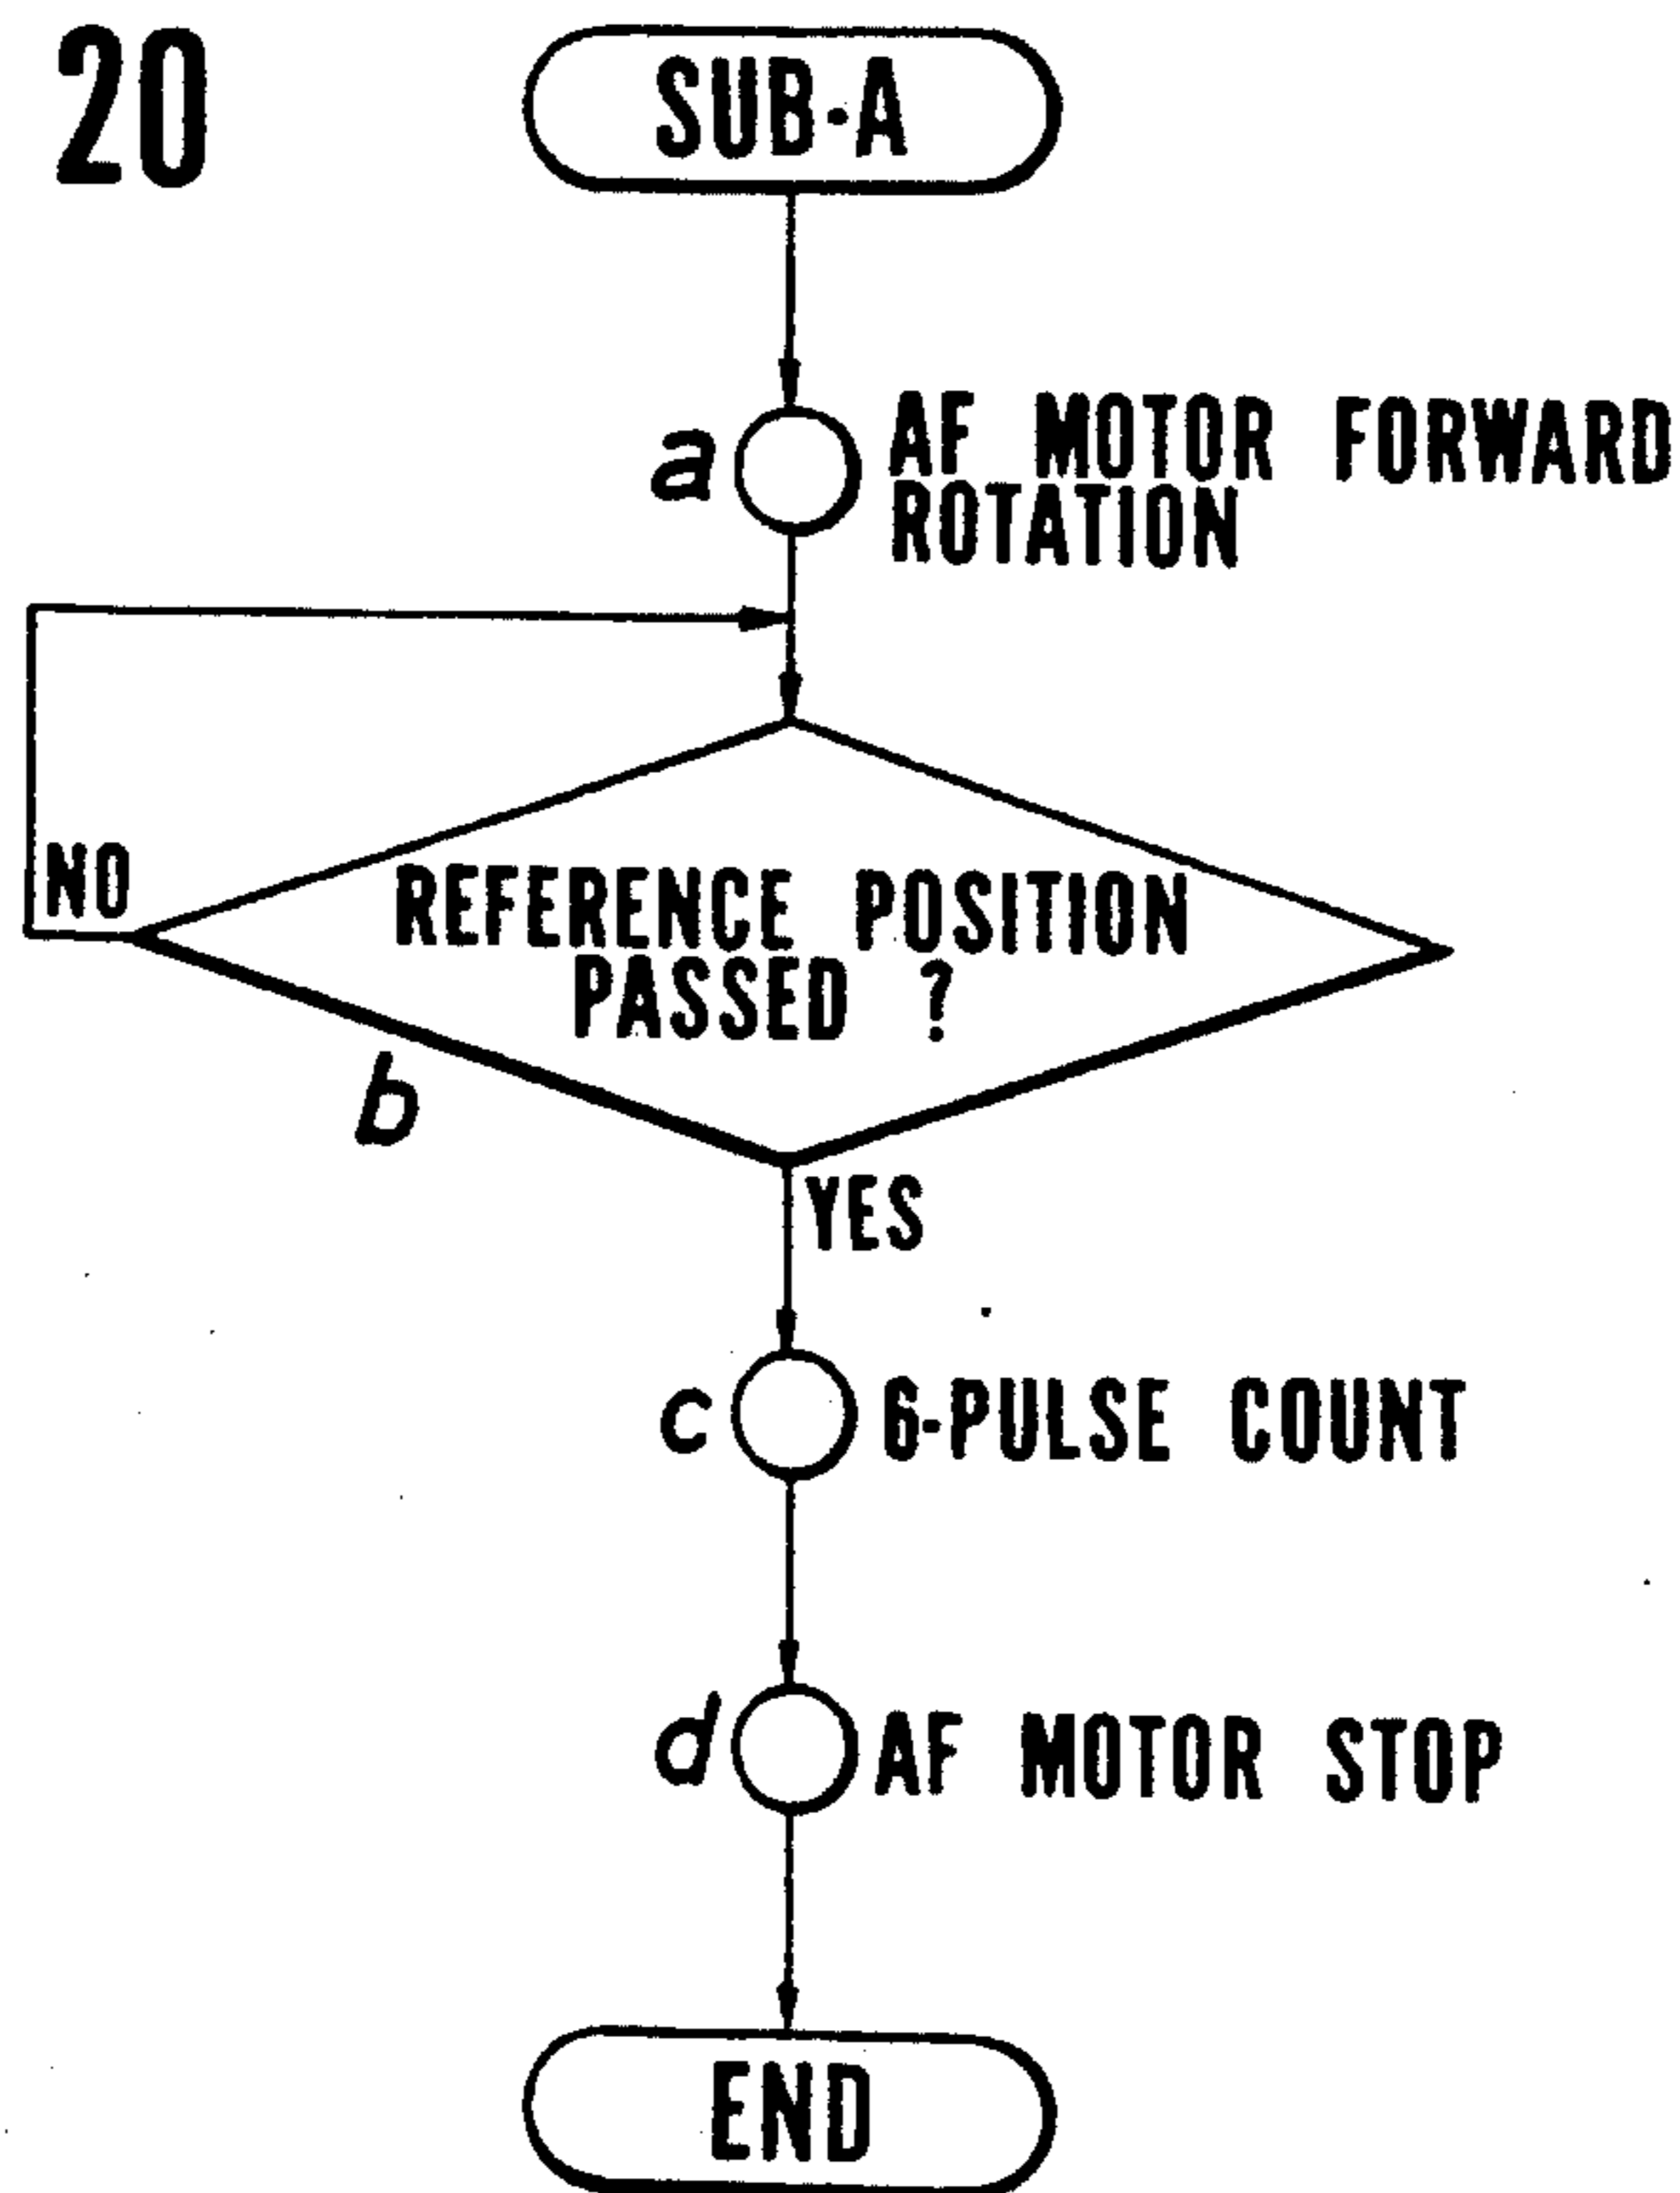 20
SUB·A
a
AF MOTOR FORWARD
ROTATION
NO
REFERENCE POSITION
PASSED ?
b
YES
c
6-PULSE COUNT
d
AF MOTOR STOP
END